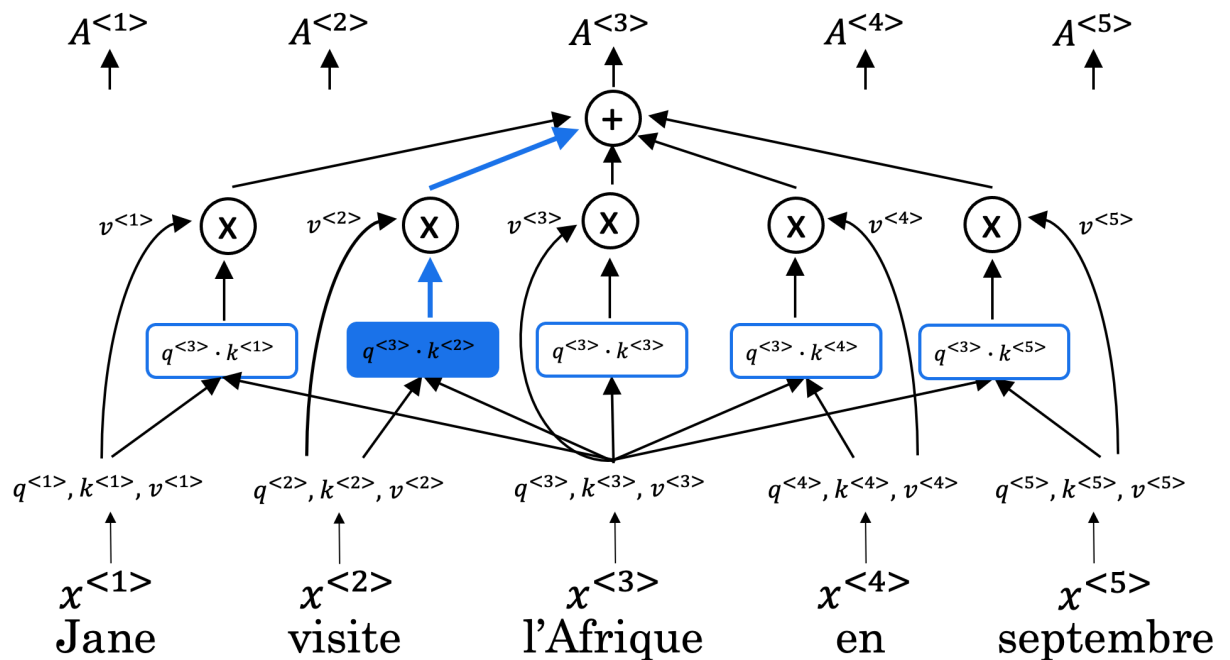 A<1> A<2> A<3> A<4> A<5>
+
v<1> x v<2> x v<3> x x v<4> x v<5>
q<3> · k<1> q<3> · k<2> q<3> · k<3> q<3> · k<4> q<3> · k<5>
q<1>, k<1>, v<1> q<2>, k<2>, v<2> q<3>, k<3>, v<3> q<4>, k<4>, v<4> q<5>, k<5>, v<5>
x<1> x<2> x<3> x<4> x<5>
Jane visite l'Afrique en septembre